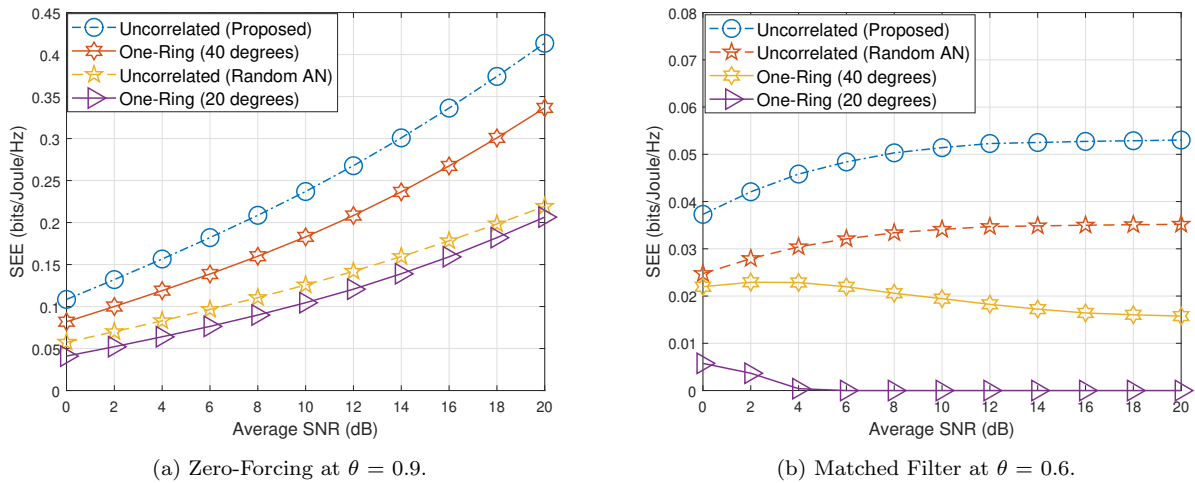 Uncorrelated (Proposed)
One-Ring (40 degrees)
Uncorrelated (Random AN)
One-Ring (20 degrees)
SEE (bits/Joule/Hz)
0.45
0.4
0.35
0.3
0.25
0.2
0.15
0.1
0.05
0
0 2 4 6 8 10 12 14 16 18 20
Average SNR (dB)
(a) Zero-Forcing at θ = 0.9.
Uncorrelated (Proposed)
Uncorrelated (Random AN)
One-Ring (40 degrees)
One-Ring (20 degrees)
SEE (bits/Joule/Hz)
0.08
0.07
0.06
0.05
0.04
0.03
0.02
0.01
0
0 2 4 6 8 10 12 14 16 18 20
Average SNR (dB)
(b) Matched Filter at θ = 0.6.